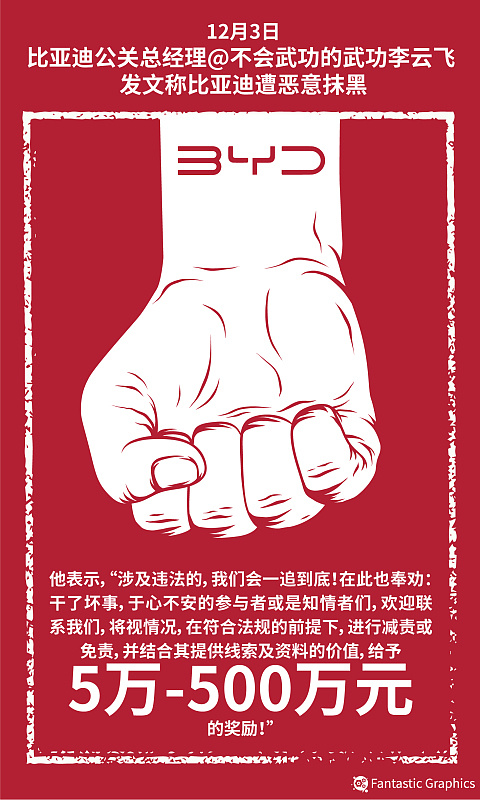 12月3日
比亚迪公关总经理@不会武功的武功李云飞
发文称比亚迪遭恶意抹黑
BYD
他表示，“涉及违法的，我们会一追到底！在此也奉劝：
干了坏事，于心不安的参与者或是知情者们，欢迎联
系我们，将视情况，在符合法规的前提下，进行减责或
免责，并结合其提供线索及资料的价值，给予
5万-500万元
的奖励！”
Fantastic Graphics